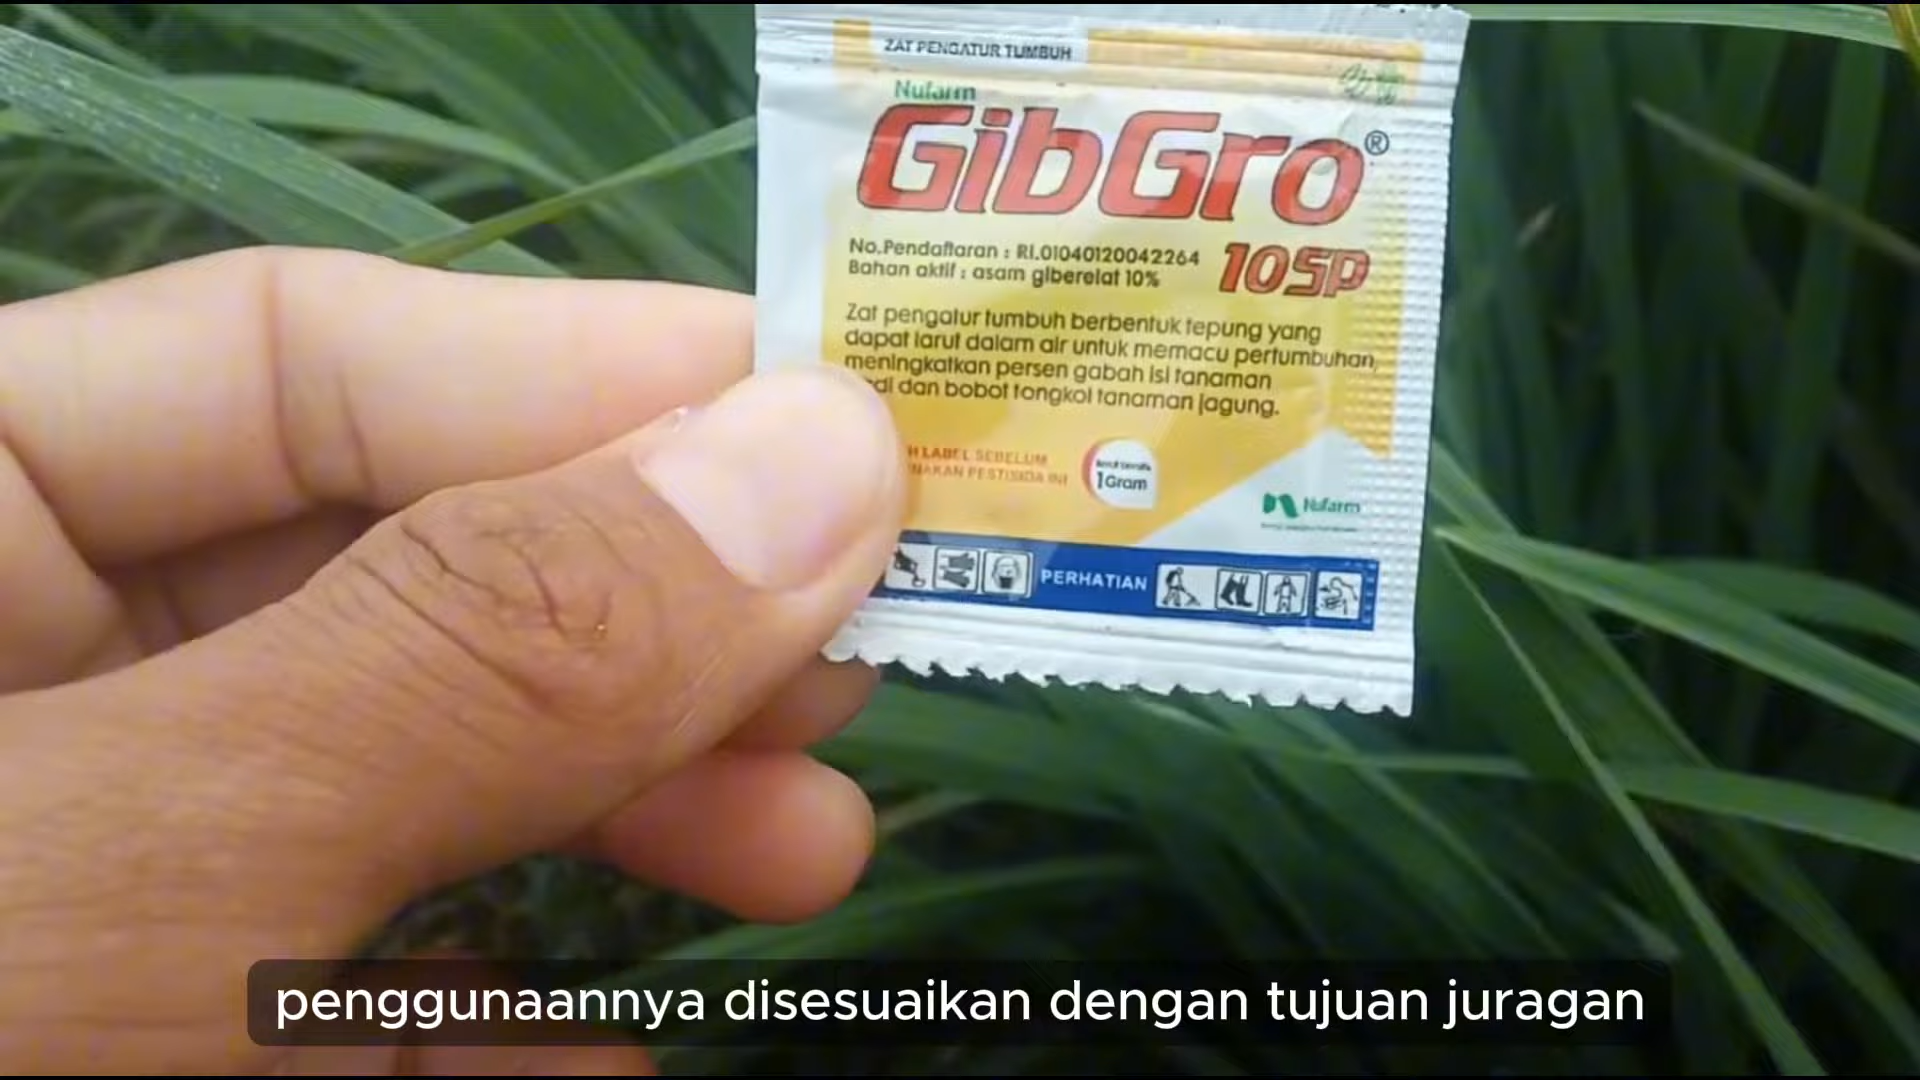 ZAT PENGATUR TUMBUH
Nufarm
GibGro®
10SP
No.Pendaftaran : RI.01040120042264
Bahan aktif : asam giberelat 10%
Zat pengatur tumbuh berbentuk tepung yang
dapat larut dalam air untuk memacu pertumbuhan,
meningkatkan persen gabah isi tanaman
di dan bobot tongkol tanaman jagung.
H LABEL SEBELUM
NAKAN PESTISIDA INI
1Gram
Nufarm
PERHATIAN
penggunaannya disesuaikan dengan tujuan juragan